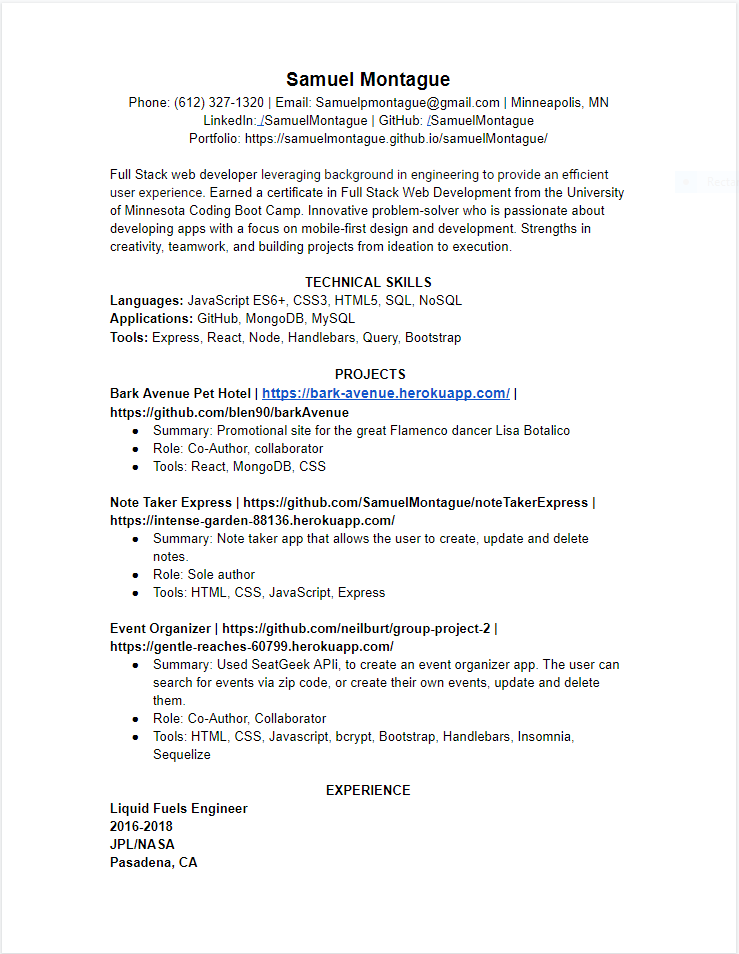 Samuel Montague
Phone: (612) 327-1320 | Email: Samuelpmontague@gmail.com | Minneapolis, MN
LinkedIn: /SamuelMontague | GitHub: /SamuelMontague
Portfolio: https://samuelmontague.github.io/samuelMontague/
Full Stack web developer leveraging background in engineering to provide an efficient
user experience. Earned a certificate in Full Stack Web Development from the University
of Minnesota Coding Boot Camp. Innovative problem-solver who is passionate about
developing apps with a focus on mobile-first design and development. Strengths in
creativity, teamwork, and building projects from ideation to execution.
TECHNICAL SKILLS
Languages: JavaScript ES6+, CSS3, HTML5, SQL, NoSQL
Applications: GitHub, MongoDB, MySQL
Tools: Express, React, Node, Handlebars, Query, Bootstrap
PROJECTS
Bark Avenue Pet Hotel | https://bark-avenue.herokuapp.com/ |
https://github.com/blen90/barkAvenue
● Summary: Promotional site for the great Flamenco dancer Lisa Botalico
● Role: Co-Author, collaborator
● Tools: React, MongoDB, CSS
Note Taker Express | https://github.com/SamuelMontague/noteTakerExpress |
https://intense-garden-88136.herokuapp.com/
● Summary: Note taker app that allows the user to create, update and delete
notes.
● Role: Sole author
● Tools: HTML, CSS, JavaScript, Express
Event Organizer | https://github.com/neilburt/group-project-2 |
https://gentle-reaches-60799.herokuapp.com/
● Summary: Used SeatGeek APIi, to create an event organizer app. The user can
search for events via zip code, or create their own events, update and delete
them.
● Role: Co-Author, Collaborator
● Tools: HTML, CSS, Javascript, bcrypt, Bootstrap, Handlebars, Insomnia,
Sequelize
EXPERIENCE
Liquid Fuels Engineer
2016-2018
JPL/NASA
Pasadena, CA